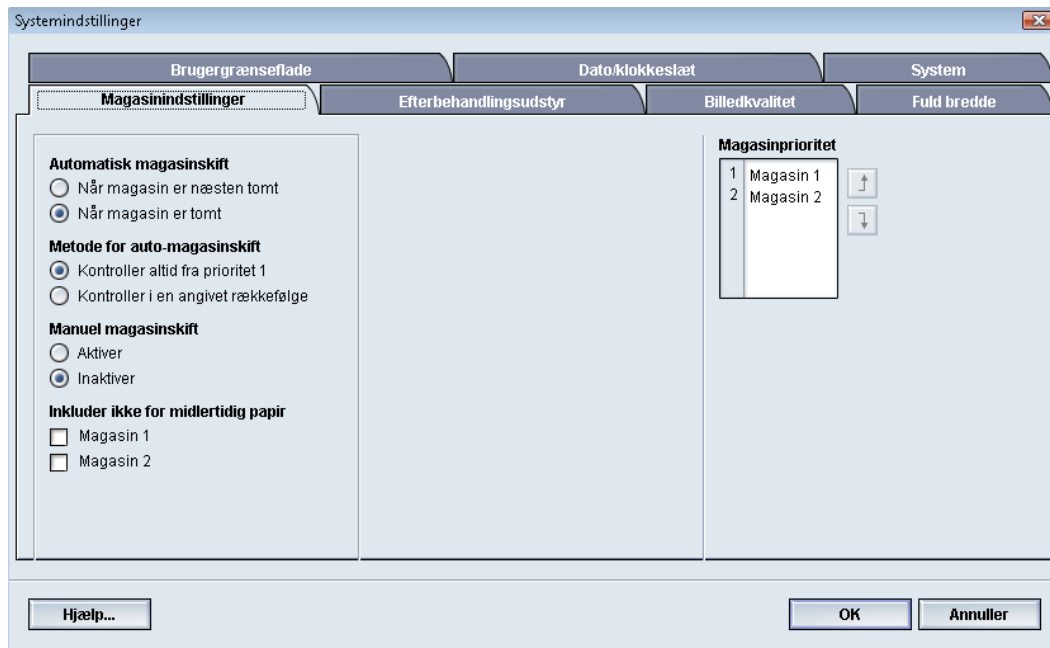 Systemindstillinger
Brugergrænseflade
Dato/klokkeslæt
System
Magasinindstillinger
Efterbehandlingsudstyr
Billedkvalitet
Fuld bredde
Automatisk magasinskift
Når magasin er næsten tomt
Når magasin er tomt
Metode for auto-magasinskift
Kontroller altid fra prioritet 1
Kontroller i en angivet rækkefølge
Manuel magasinskift
Aktiver
Inaktiver
Inkluder ikke for midlertidig papir
Magasin 1
Magasin 2
Magasinprioritet
1 Magasin 1
2 Magasin 2
Hjælp...
OK
Annuller